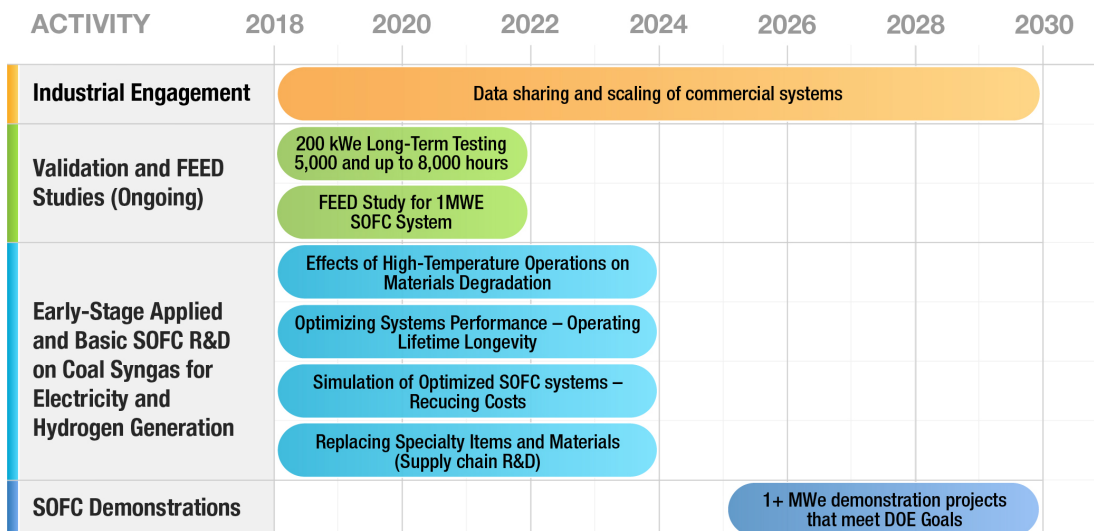 ACTIVITY 2018 2020 2022 2024 2026 2028 2030
Industrial Engagement
Data sharing and scaling of commercial systems
Validation and FEED
Studies (Ongoing)
200 kWe Long-Term Testing
5,000 and up to 8,000 hours
FEED Study for 1MWE
SOFC System
Early-Stage Applied
and Basic SOFC R&D
on Coal Syngas for
Electricity and
Hydrogen Generation
Effects of High-Temperature Operations on
Materials Degradation
Optimizing Systems Performance – Operating
Lifetime Longevity
Simulation of Optimized SOFC systems –
Recucing Costs
Replacing Specialty Items and Materials
(Supply chain R&D)
SOFC Demonstrations
1+ MWe demonstration projects
that meet DOE Goals